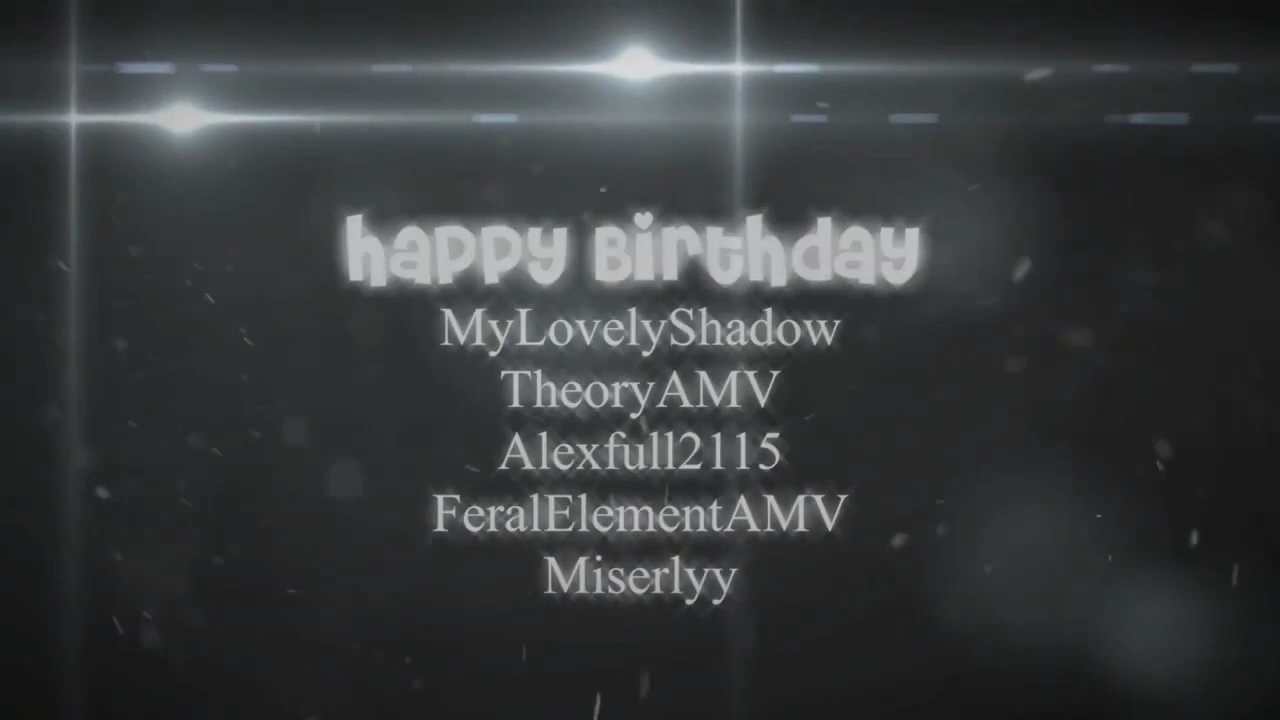 Happy Birthday
MyLovelyShadow
TheoryAMV
Alexfull2115
FeralElementAMV
Miserlyy